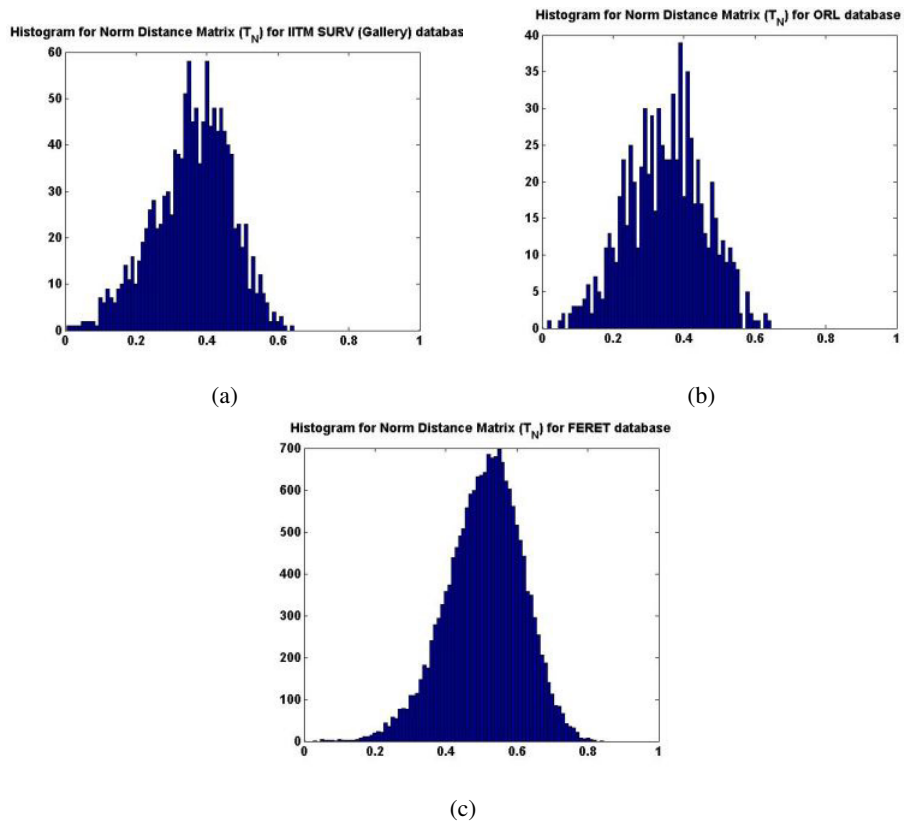 Histogram for Norm Distance Matrix (T_N) for IITM SURV (Gallery) databas
60
50
40
30
20
10
0
0 0.2 0.4 0.6 0.8 1
(a)
Histogram for Norm Distance Matrix (T_N) for ORL database
40
35
30
25
20
15
10
5
0
0 0.2 0.4 0.6 0.8 1
(b)
Histogram for Norm Distance Matrix (T_N) for FERET database
700
600
500
400
300
200
100
0
0 0.2 0.4 0.6 0.8 1
(c)